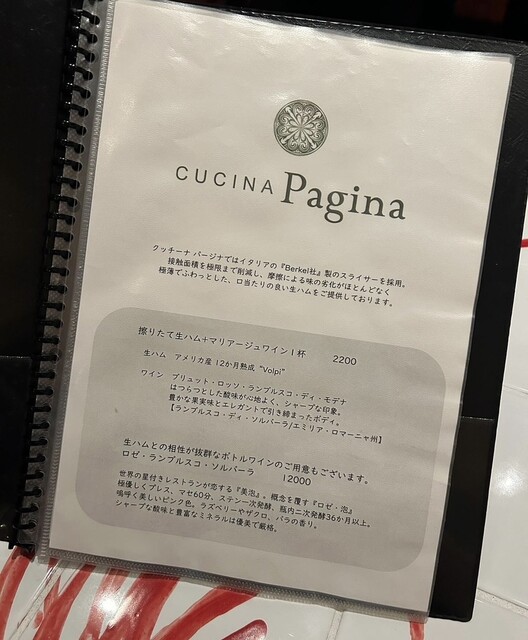 CUCINA Pagina
クッチーナ パージナではイタリアの『Berkel社』製のスライサーを採用。
接触面積を極限まで削減し、摩擦による味の劣化がほとんどなく
極薄でふわっとした、口当たりの良い生ハムをご提供しております。
擦りたて生ハム+マリアージュワイン1杯 2200
生ハム アメリカ産12か月熟成 "Volpi"
ワイン ブリュット・ロッソ・ランブルスコ・ディ・モデナ
はつらつとした酸味が心地よく、シャープな印象。
豊かな果実味とエレガントで引き締まったボディ。
【ランブルスコ・ディ・ソルバーラ/エミリア・ロマーニャ州】
生ハムとの相性が抜群なボトルワインのご用意もございます。
ロゼ・ランブルスコ・ソルバーラ 12000
世界の星付きレストランが恋する『美泡』。概念を覆す『ロゼ・泡』
極優しくプレス、マセ60分、ステン一次発酵、瓶内二次発酵36か月以上。
嗚呼く美しいピンク色。ラズベリーやザクロ、バラの香り。
シャープな酸味と豊富なミネラルは優美で厳格。